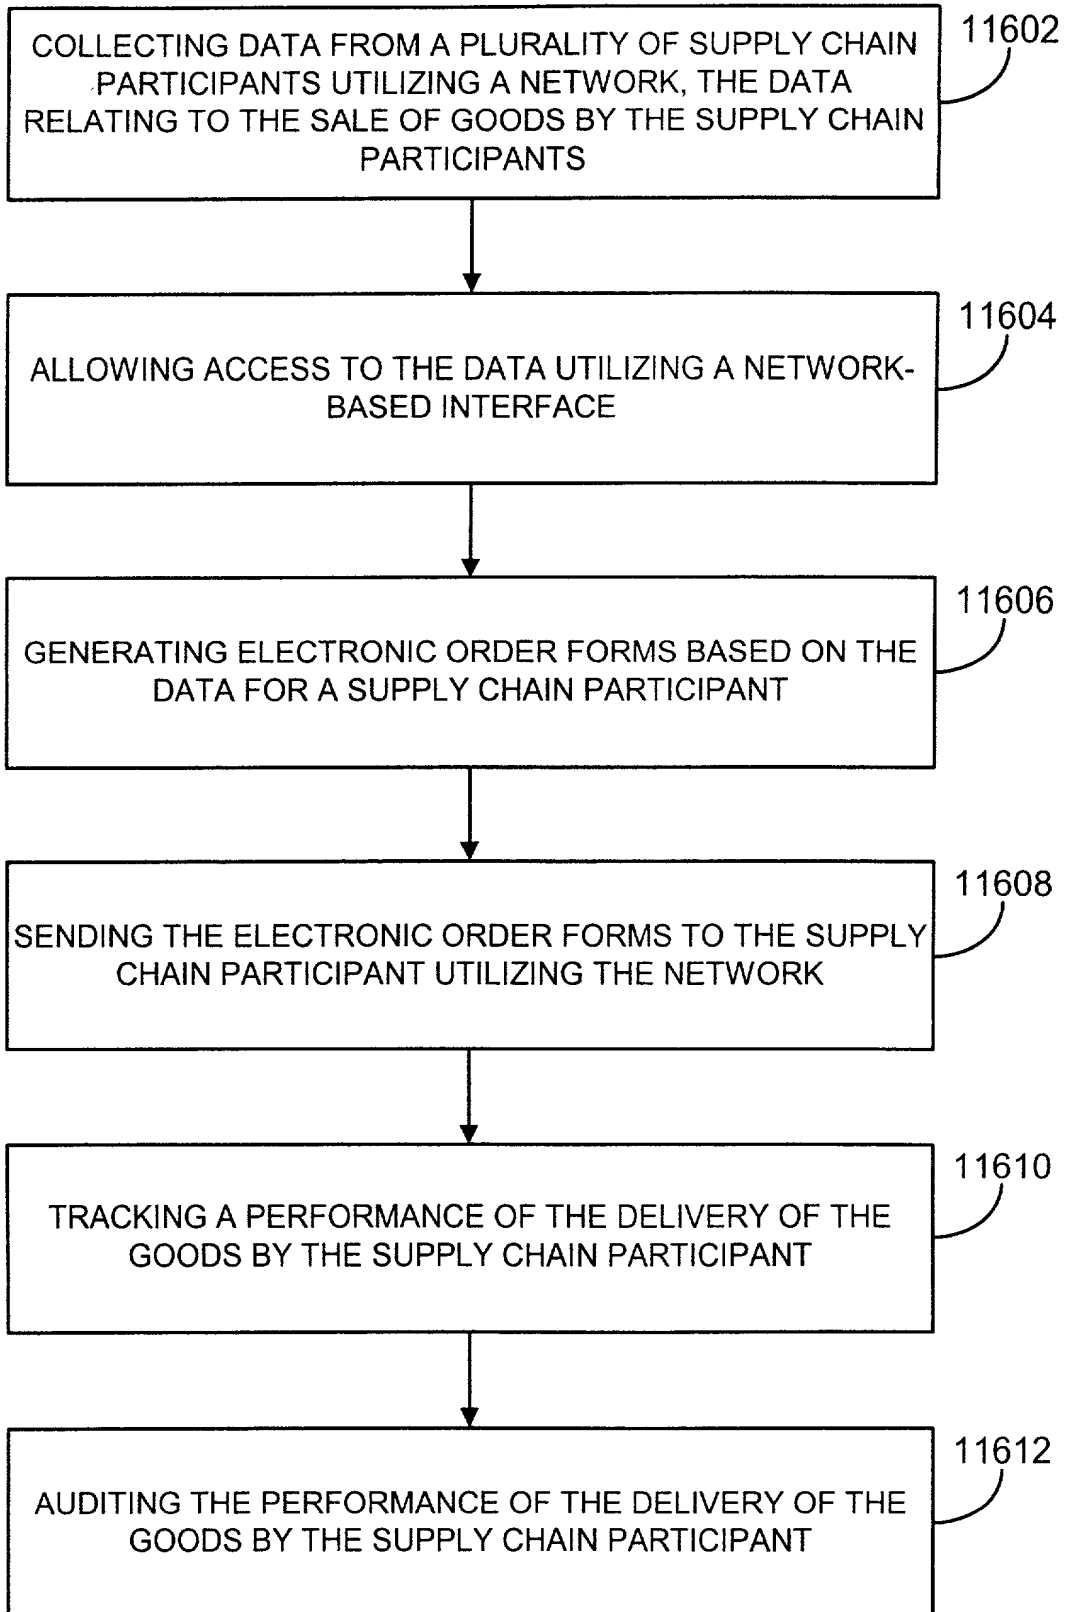 COLLECTING DATA FROM A PLURALITY OF SUPPLY CHAIN
PARTICIPANTS UTILIZING A NETWORK, THE DATA
RELATING TO THE SALE OF GOODS BY THE SUPPLY CHAIN
PARTICIPANTS
11602
ALLOWING ACCESS TO THE DATA UTILIZING A NETWORK-
BASED INTERFACE
11604
GENERATING ELECTRONIC ORDER FORMS BASED ON THE
DATA FOR A SUPPLY CHAIN PARTICIPANT
11606
SENDING THE ELECTRONIC ORDER FORMS TO THE SUPPLY
CHAIN PARTICIPANT UTILIZING THE NETWORK
11608
TRACKING A PERFORMANCE OF THE DELIVERY OF THE
GOODS BY THE SUPPLY CHAIN PARTICIPANT
11610
AUDITING THE PERFORMANCE OF THE DELIVERY OF THE
GOODS BY THE SUPPLY CHAIN PARTICIPANT
11612